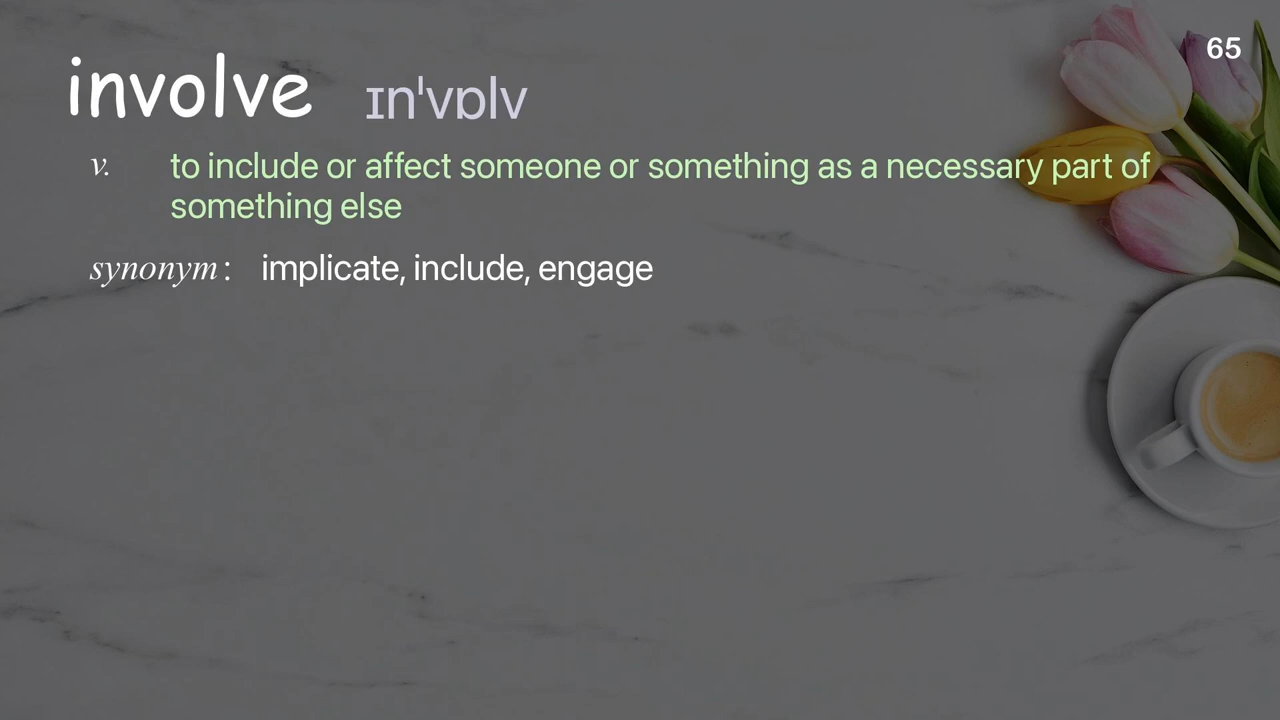 65
involve ɪnˈvɒlv
v. to include or affect someone or something as a necessary part of
something else
synonym: implicate, include, engage